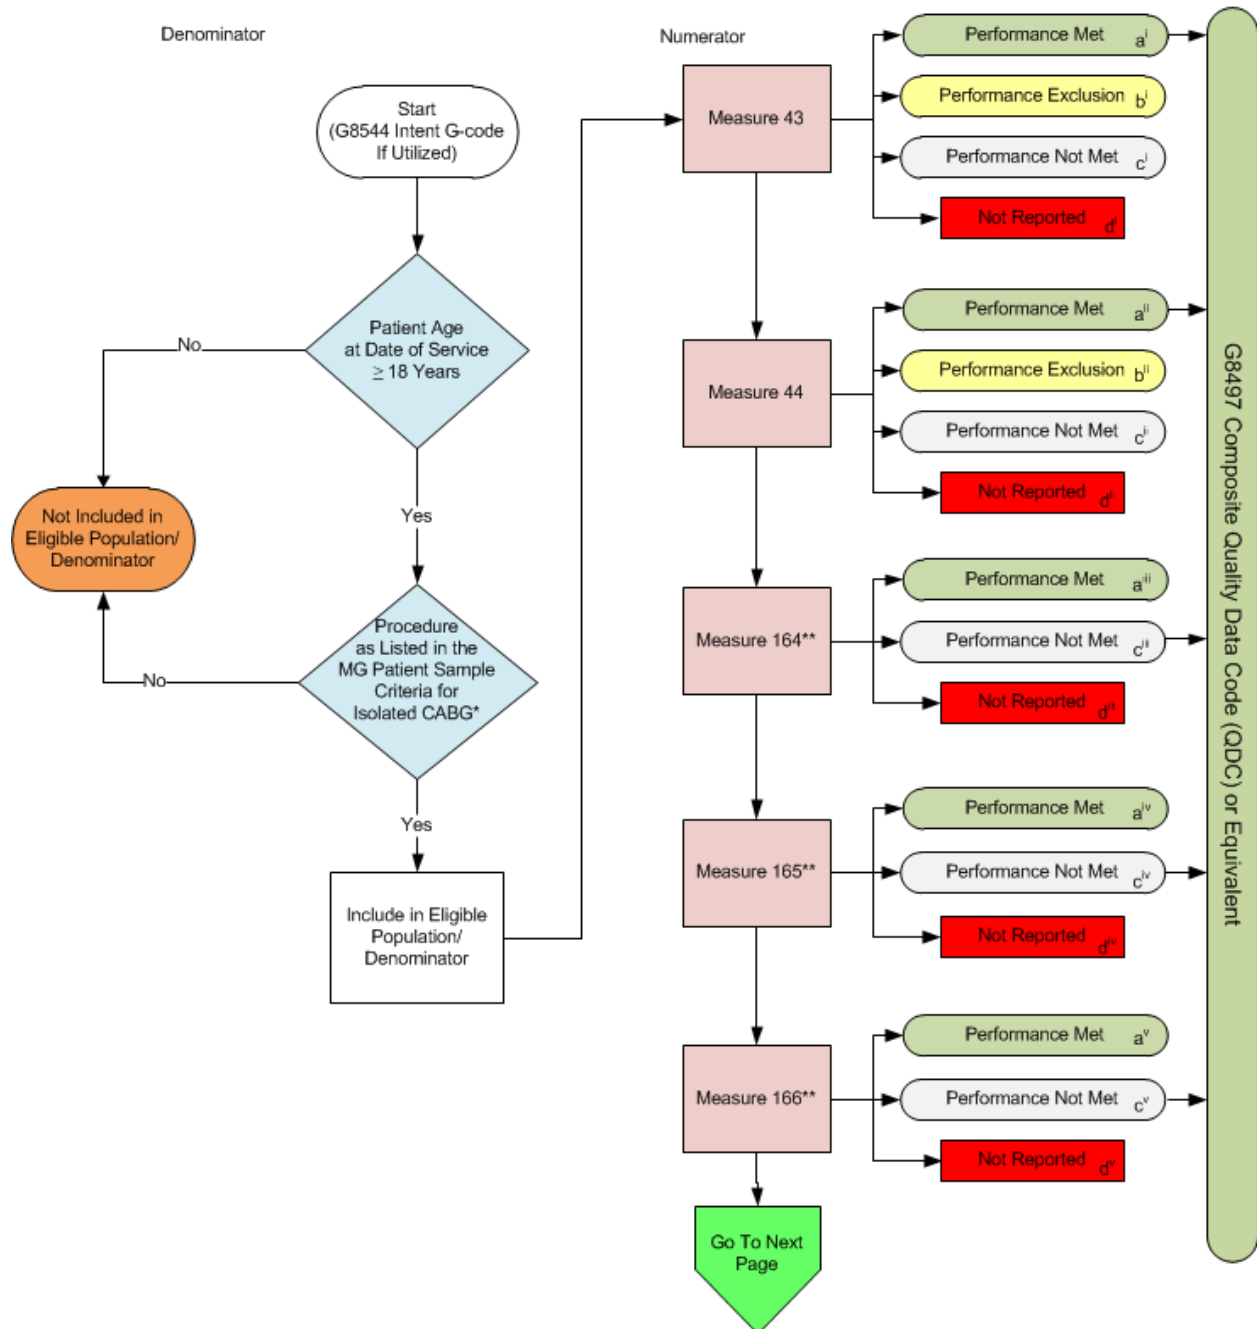 Denominator
Numerator
Start
(G8544 Intent G-code
If Utilized)
Patient Age
at Date of Service
≥ 18 Years
No
Yes
Not Included in
Eligible Population/
Denominator
Procedure
as Listed in the
MG Patient Sample
Criteria for
Isolated CABG*
No
Yes
Include in Eligible
Population/
Denominator
Measure 43
Performance Met aⁱ
Performance Exclusion bⁱ
Performance Not Met cⁱ
Not Reported dⁱ
Measure 44
Performance Met aⁱⁱ
Performance Exclusion bⁱⁱ
Performance Not Met cⁱⁱ
Not Reported dⁱⁱ
Measure 164**
Performance Met aⁱⁱⁱ
Performance Not Met cⁱⁱⁱ
Not Reported dⁱⁱⁱ
Measure 165**
Performance Met aⁱᵛ
Performance Not Met cⁱᵛ
Not Reported dⁱᵛ
Measure 166**
Performance Met aᵛ
Performance Not Met cᵛ
Not Reported dᵛ
Go To Next
Page
G8497 Composite Quality Data Code (QDC) or Equivalent